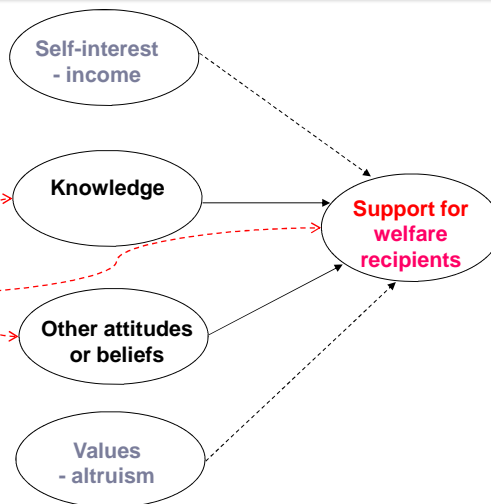 Self-interest
- income
Knowledge
Support for
welfare
recipients
Other attitudes
or beliefs
Values
- altruism